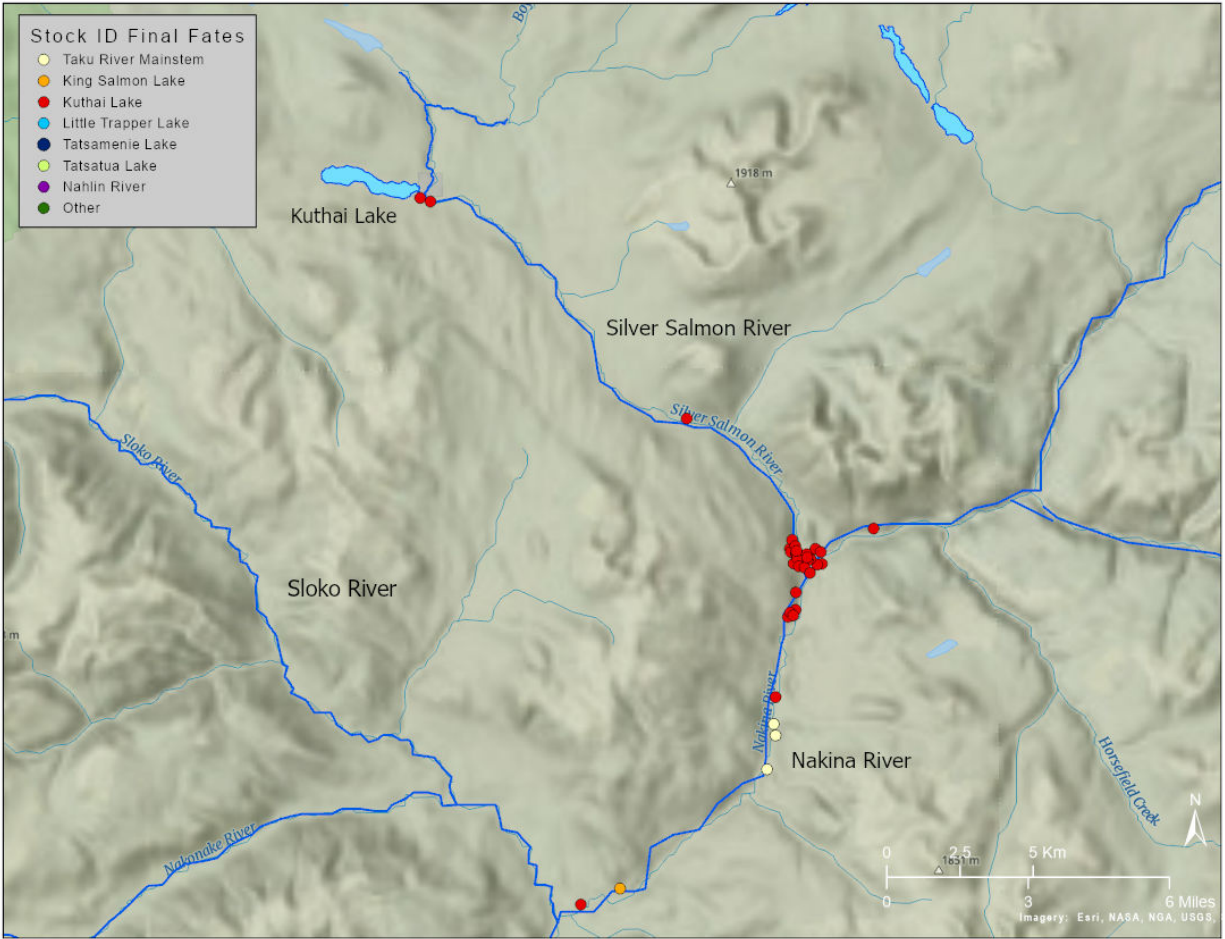 Stock ID Final Fates
Taku River Mainstem
King Salmon Lake
Kuthai Lake
Little Trapper Lake
Tatsamenie Lake
Tatsatua Lake
Nahlin River
Other
1918 m
Kuthai Lake
Silver Salmon River
Silver Salmon River
Sloko River
Sloko River
m
Nakina River
Nakina River
Horsefield Creek
Nakonake River
N
0 2.5 5 Km
1851 m
0 3 6 Miles
Imagery: Esri, NASA, NGA, USGS,